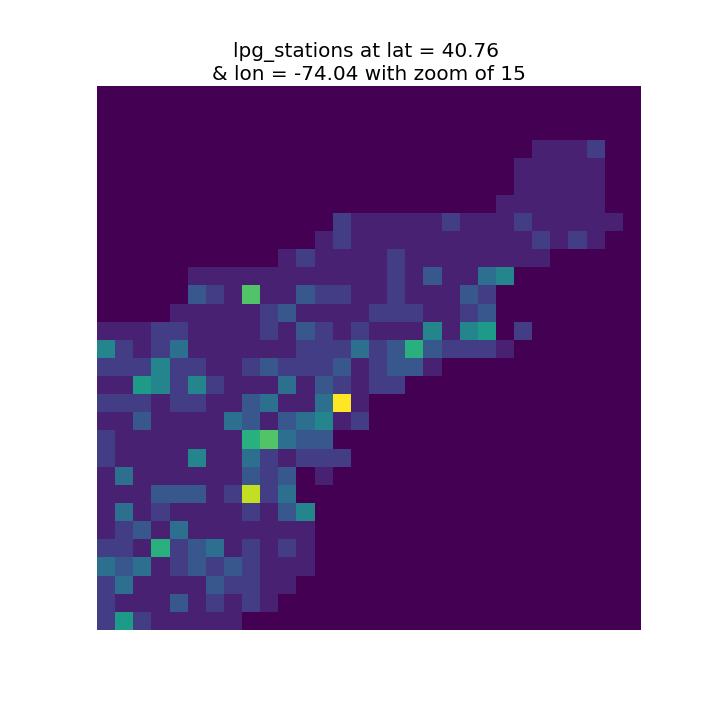 lpg_stations at lat = 40.76
& lon = -74.04 with zoom of 15